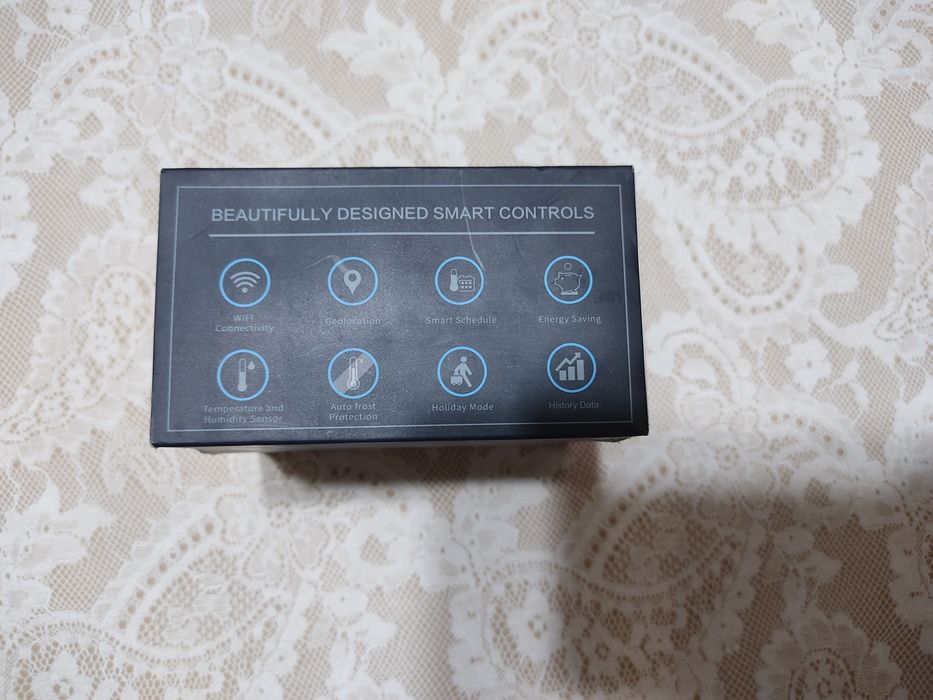 BEAUTIFULLY DESIGNED SMART CONTROLS
WIFI
Connectivity
Geolocation
Smart Schedule
Energy Saving
Temperature and
Humidity Sensor
Auto frost
Protection
Holiday Mode
History Data